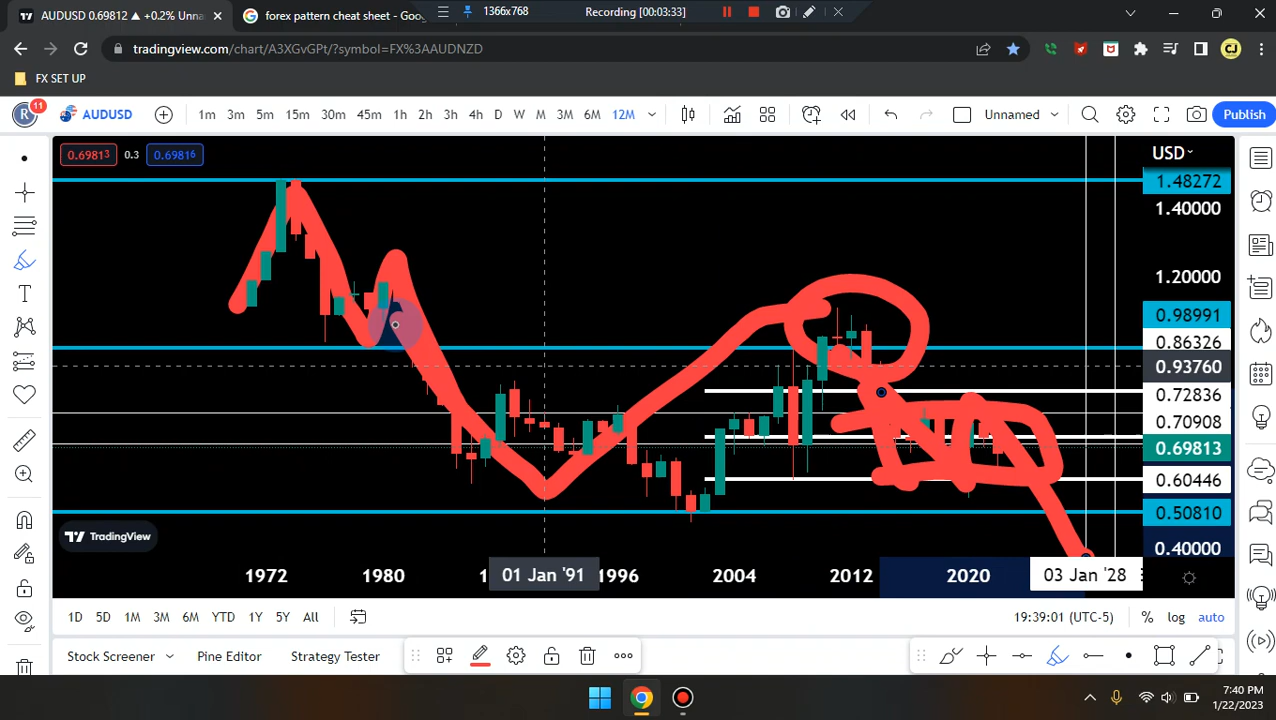 AUDUSD 0.69812 ▲ +0.2% Unna
forex pattern cheat sheet - Goo
1366x768
Recording [00:03:33]
tradingview.com/chart/A3XGvGPt/?symbol=FX%3AAUDNZD
CJ
FX SET UP
R 11
AUDUSD
1m 3m 5m 15m 30m 45m 1h 2h 3h 4h D W M 3M 6M 12M
Unnamed
Publish
0.69813 0.3 0.69816
USD
1.48272
1.40000
1.20000
0.98991
0.86326
0.93760
0.72836
0.70908
0.69813
0.60446
0.50810
0.40000
TradingView
1972 1980 1 01 Jan '91 1996 2004 2012 2020 03 Jan '28
1D 5D 1M 3M 6M YTD 1Y 5Y All
19:39:01 (UTC-5) % log auto
Stock Screener Pine Editor Strategy Tester
7:40 PM
1/22/2023